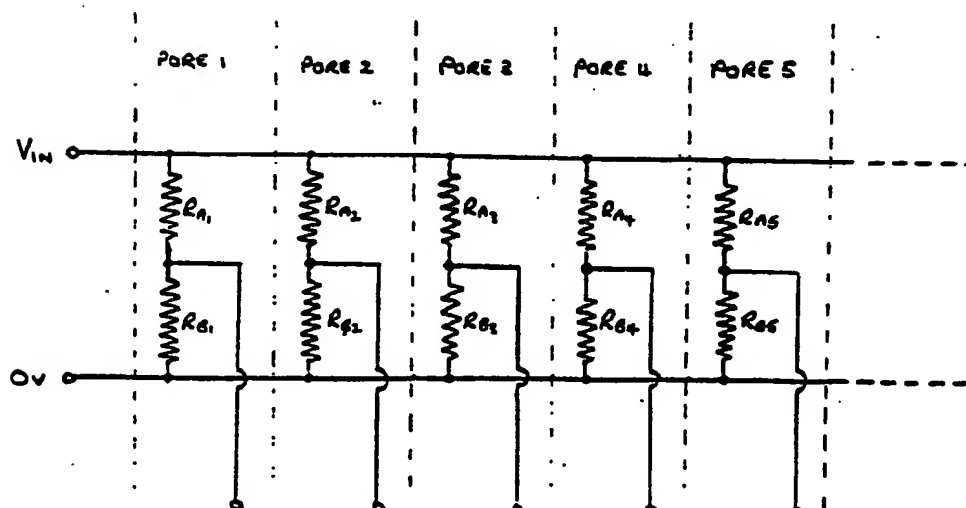 PORE 1 PORE 2 PORE 3 PORE 4 PORE 5
VIN
RA1 RA2 RA3 RA4 RA5
RB1 RB2 RB3 RB4 RB5
0V